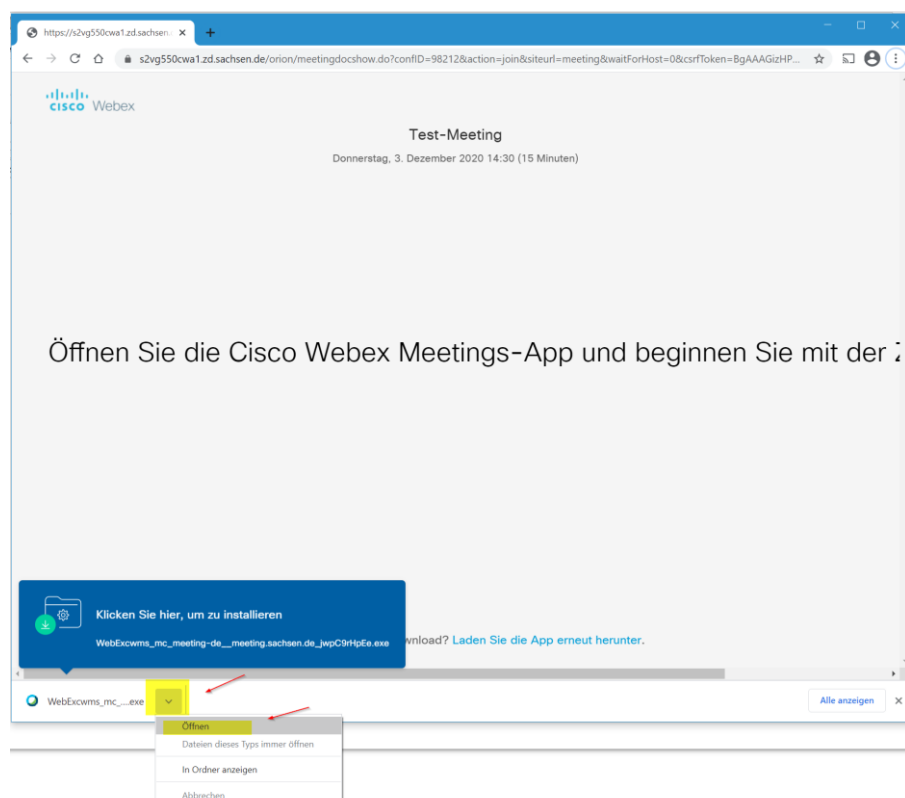 https://s2vg550cwa1.zd.sachsen.
s2vg550cwa1.zd.sachsen.de/orion/meetingdocshow.do?confID=98212&action=join&siteurl=meeting&waitForHost=0&csrfToken=BgAAAGizHP...
cisco Webex
Test-Meeting
Donnerstag, 3. Dezember 2020 14:30 (15 Minuten)
Öffnen Sie die Cisco Webex Meetings-App und beginnen Sie mit der
Klicken Sie hier, um zu installieren
WebExcwms_mc_meeting-de__meeting.sachsen.de_jwpC9rHpEe.exe
wnload? Laden Sie die App erneut herunter.
WebExcwms_mc_....exe
Alle anzeigen
Öffnen
Dateien dieses Typs immer öffnen
In Ordner anzeigen
Abbrechen